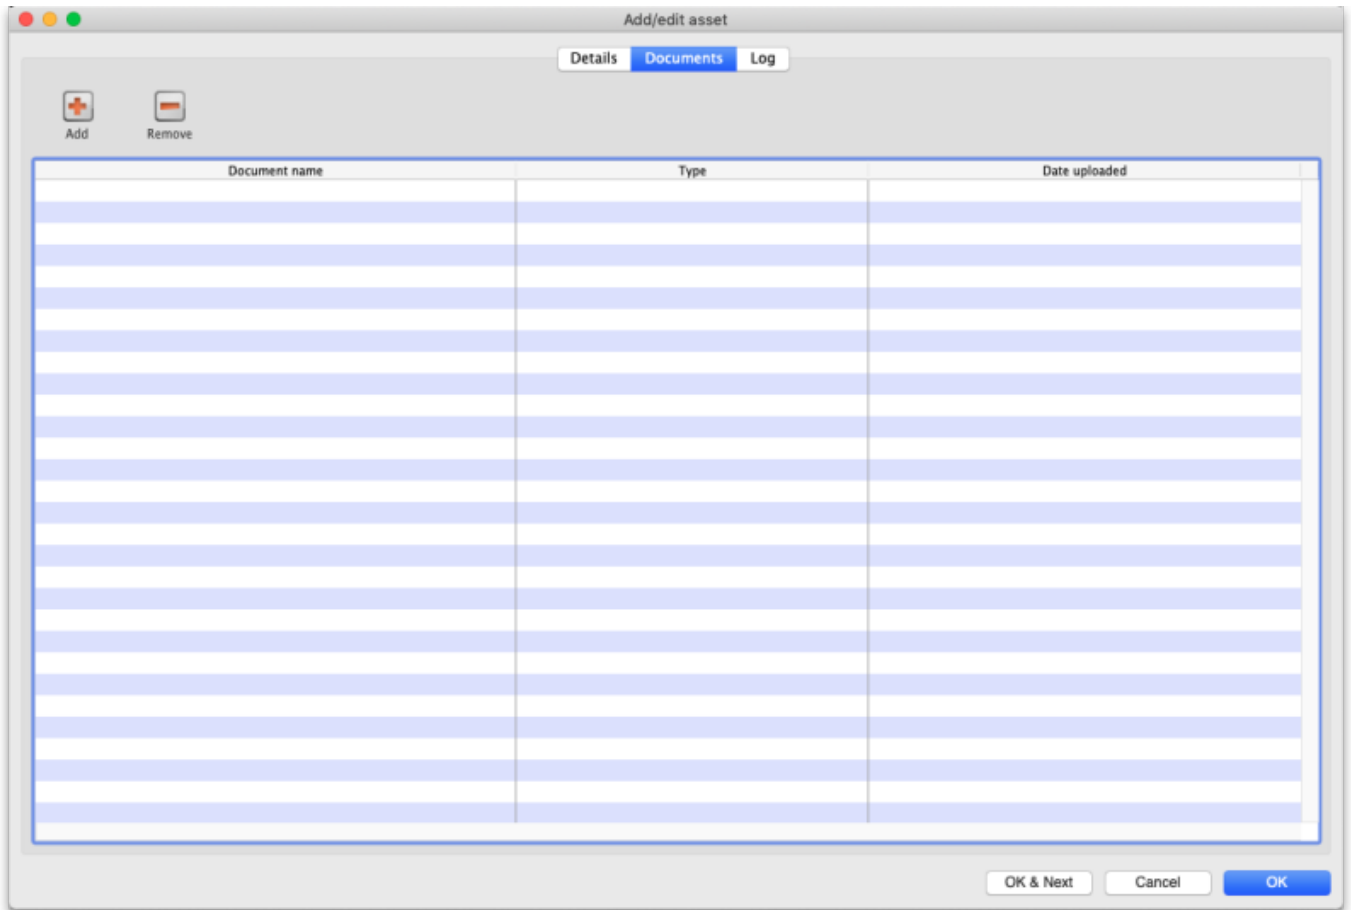 Add/edit asset
Details Documents Log
Add Remove
Document name Type Date uploaded
OK & Next Cancel OK